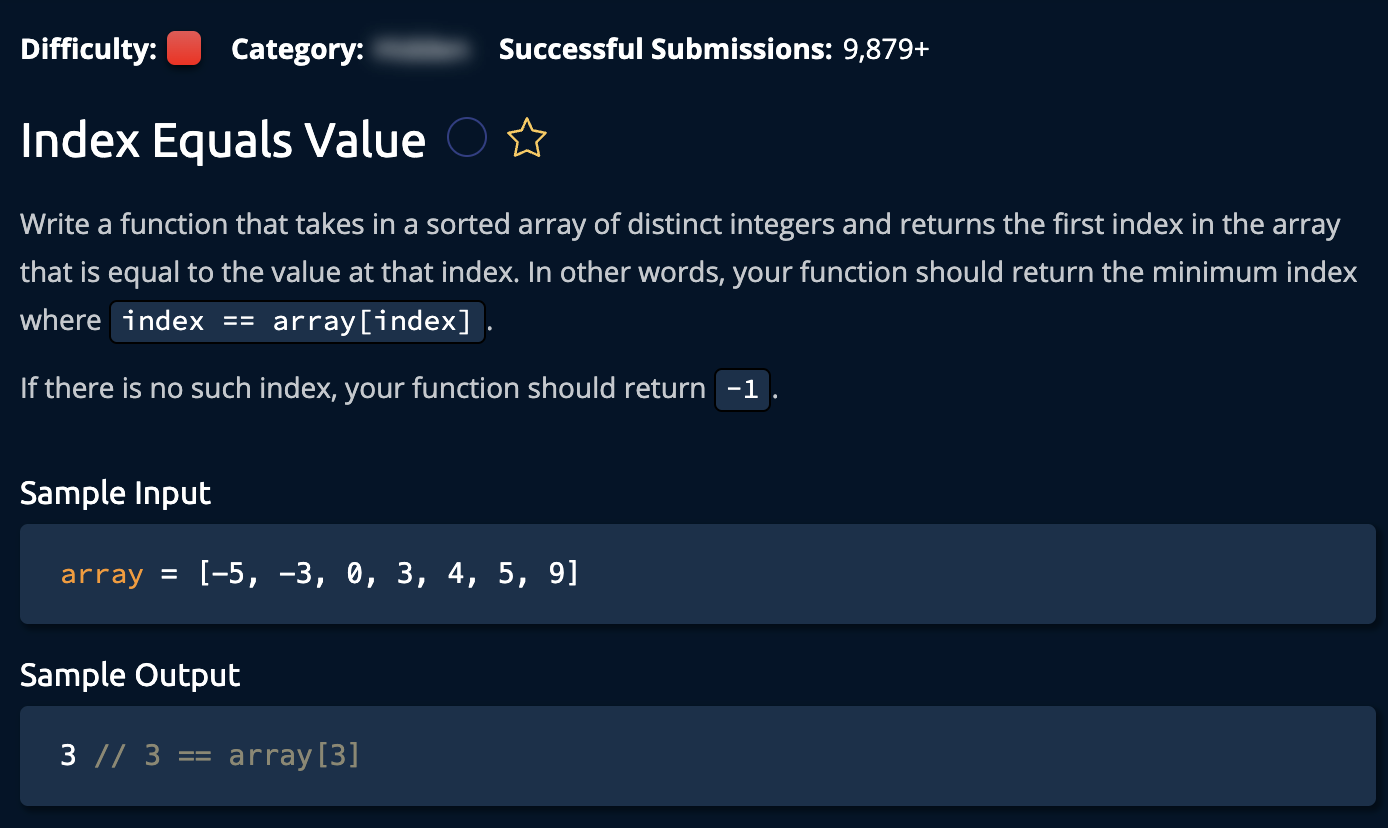 Difficulty: Category: Successful Submissions: 9,879+
Index Equals Value
Write a function that takes in a sorted array of distinct integers and returns the first index in the array
that is equal to the value at that index. In other words, your function should return the minimum index
where index == array[index].
If there is no such index, your function should return -1.
Sample Input
array = [-5, -3, 0, 3, 4, 5, 9]
Sample Output
3 // 3 == array[3]